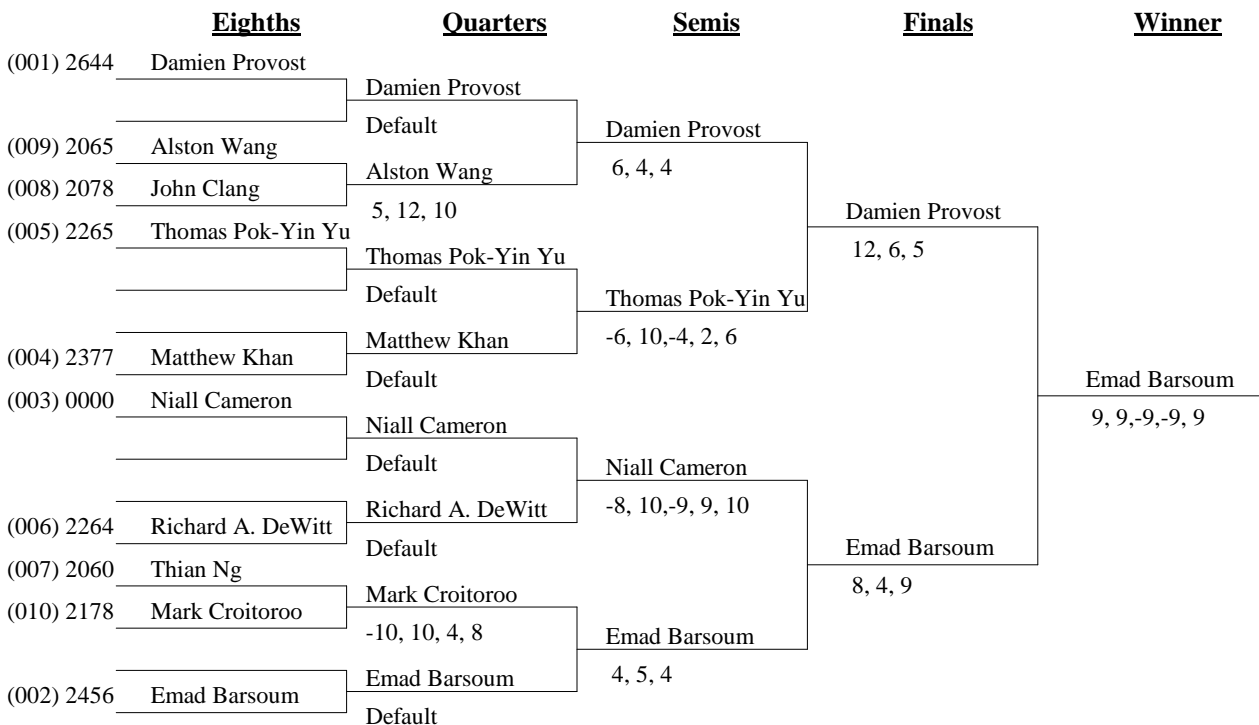 Eighths Quarters Semis Finals Winner
(001) 2644 Damien Provost
Damien Provost
Default
Damien Provost
(009) 2065 Alston Wang
6, 4, 4
Alston Wang
(008) 2078 John Clang
5, 12, 10
Damien Provost
(005) 2265 Thomas Pok-Yin Yu
12, 6, 5
Thomas Pok-Yin Yu
Default
Thomas Pok-Yin Yu
-6, 10,-4, 2, 6
Matthew Khan
(004) 2377 Matthew Khan
Default
Emad Barsoum
(003) 0000 Niall Cameron
9, 9,-9,-9, 9
Niall Cameron
Default
Niall Cameron
-8, 10,-9, 9, 10
Richard A. DeWitt
(006) 2264 Richard A. DeWitt
Default
Emad Barsoum
(007) 2060 Thian Ng
8, 4, 9
Mark Croitoroo
(010) 2178 Mark Croitoroo
-10, 10, 4, 8
Emad Barsoum
4, 5, 4
Emad Barsoum
(002) 2456 Emad Barsoum
Default